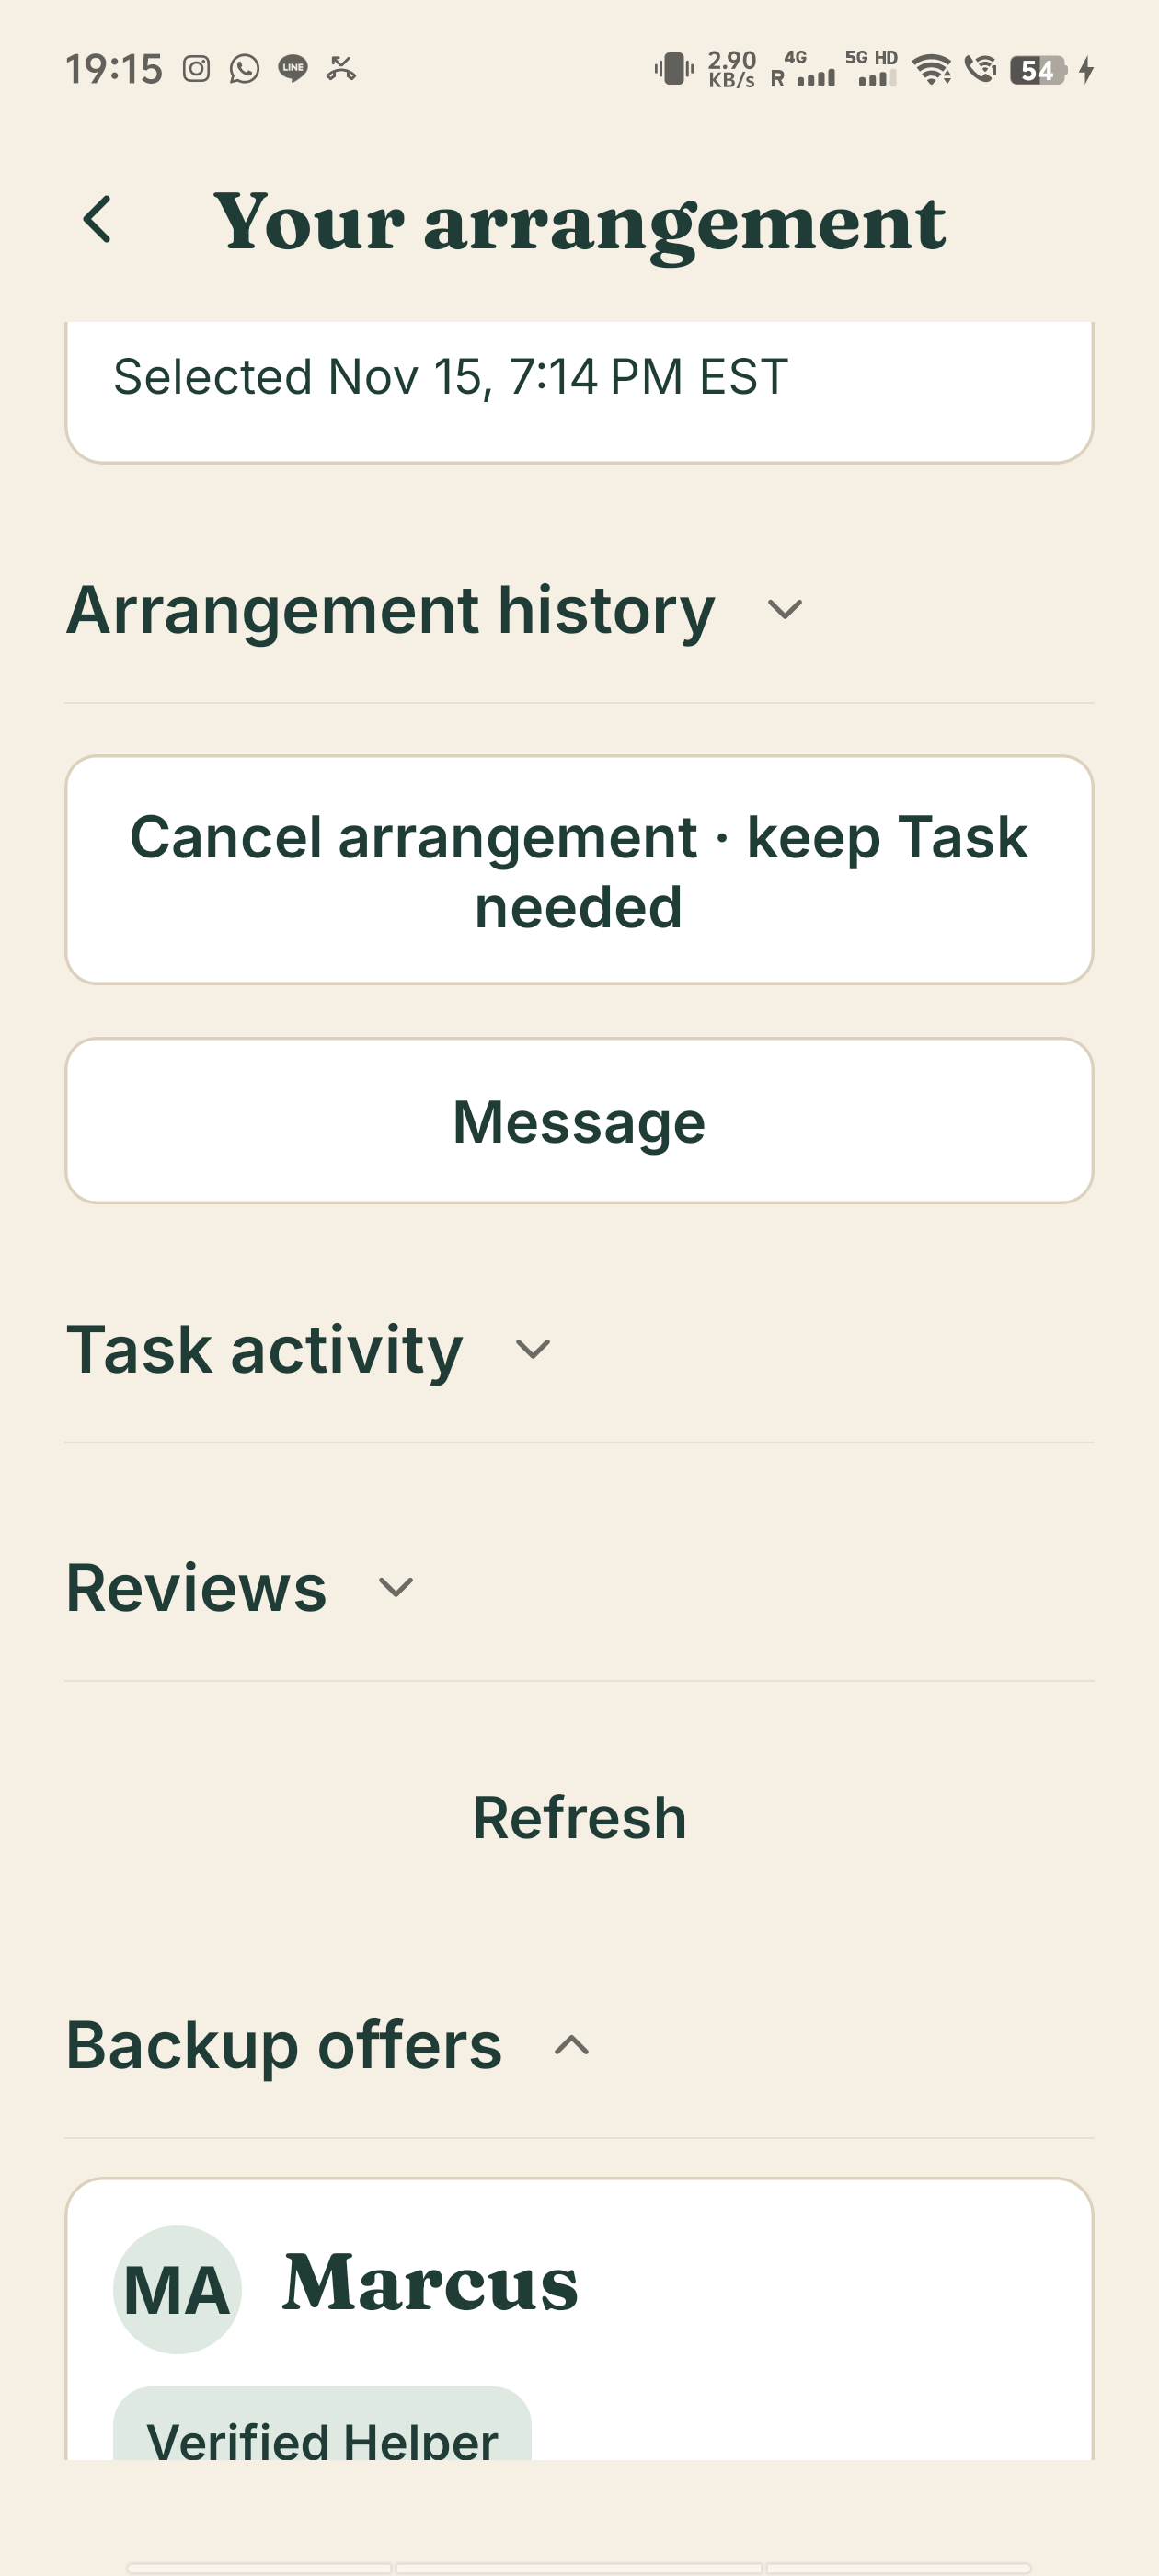 19:15
LINE
2.90
KB/s
R
4G
5G HD
54
Your arrangement
Selected Nov 15, 7:14 PM EST
Arrangement history
Cancel arrangement · keep Task
needed
Message
Task activity
Reviews
Refresh
Backup offers
MA
Marcus
Verified Helper